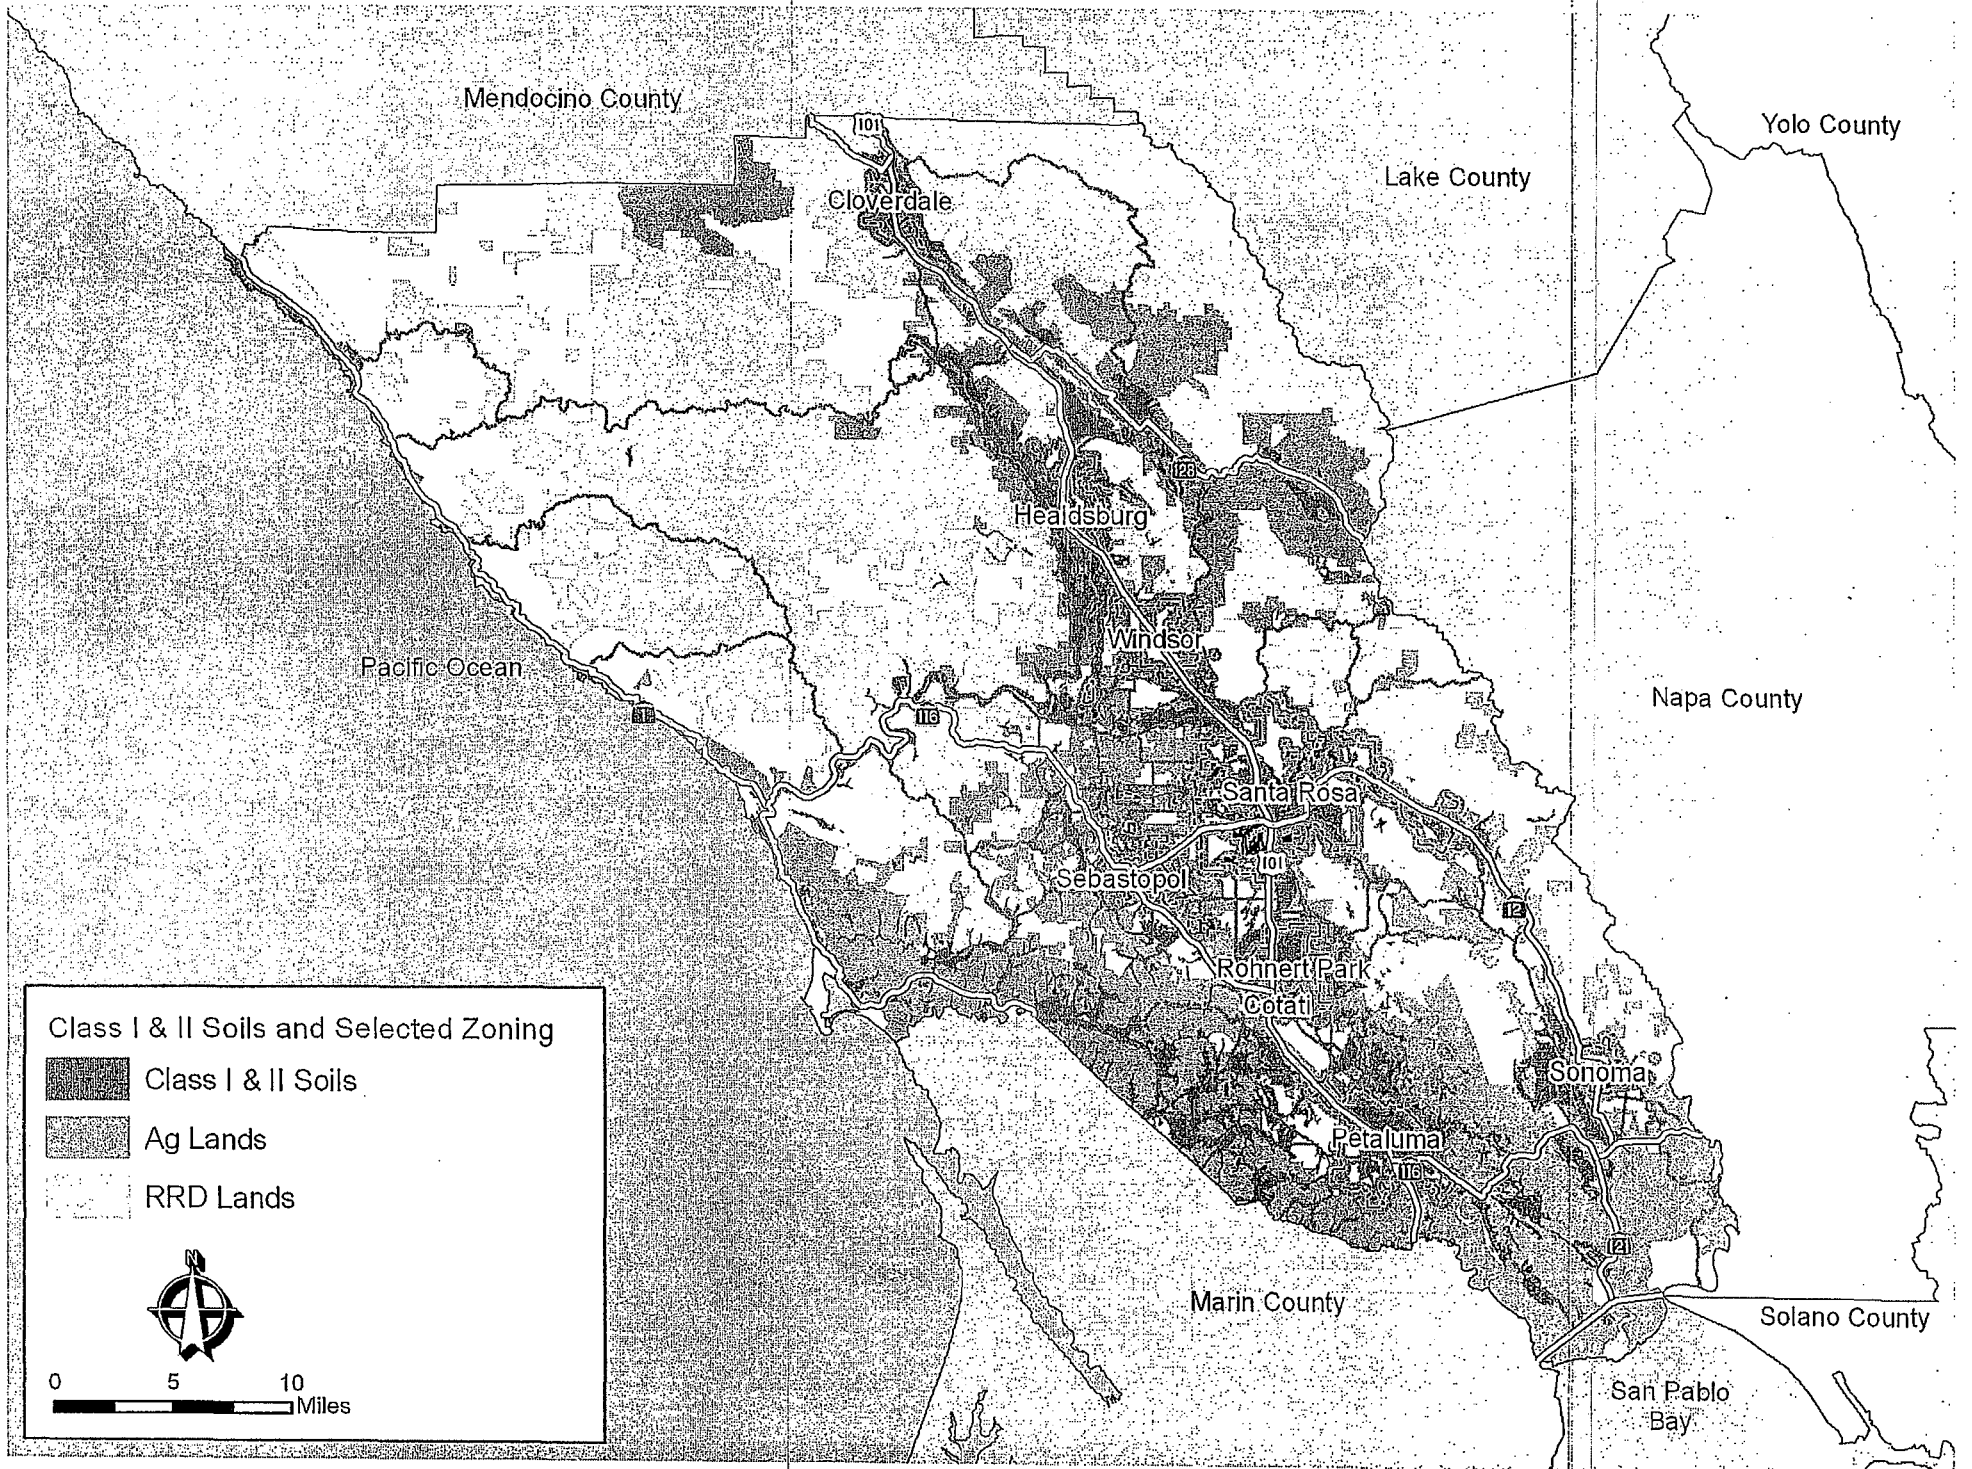 Mendocino County
101
Yolo County
Lake County
Cloverdale
128
Healdsburg
Windsor
Pacific Ocean
Napa County
1
116
Santa Rosa
101
Sebastopol
12
Rohnert Park
Cotati
Class I & II Soils and Selected Zoning
Class I & II Soils
Ag Lands
RRD Lands
N
0 5 10
Miles
Sonoma
Petaluma
116
121
Marin County
Solano County
San Pablo
Bay